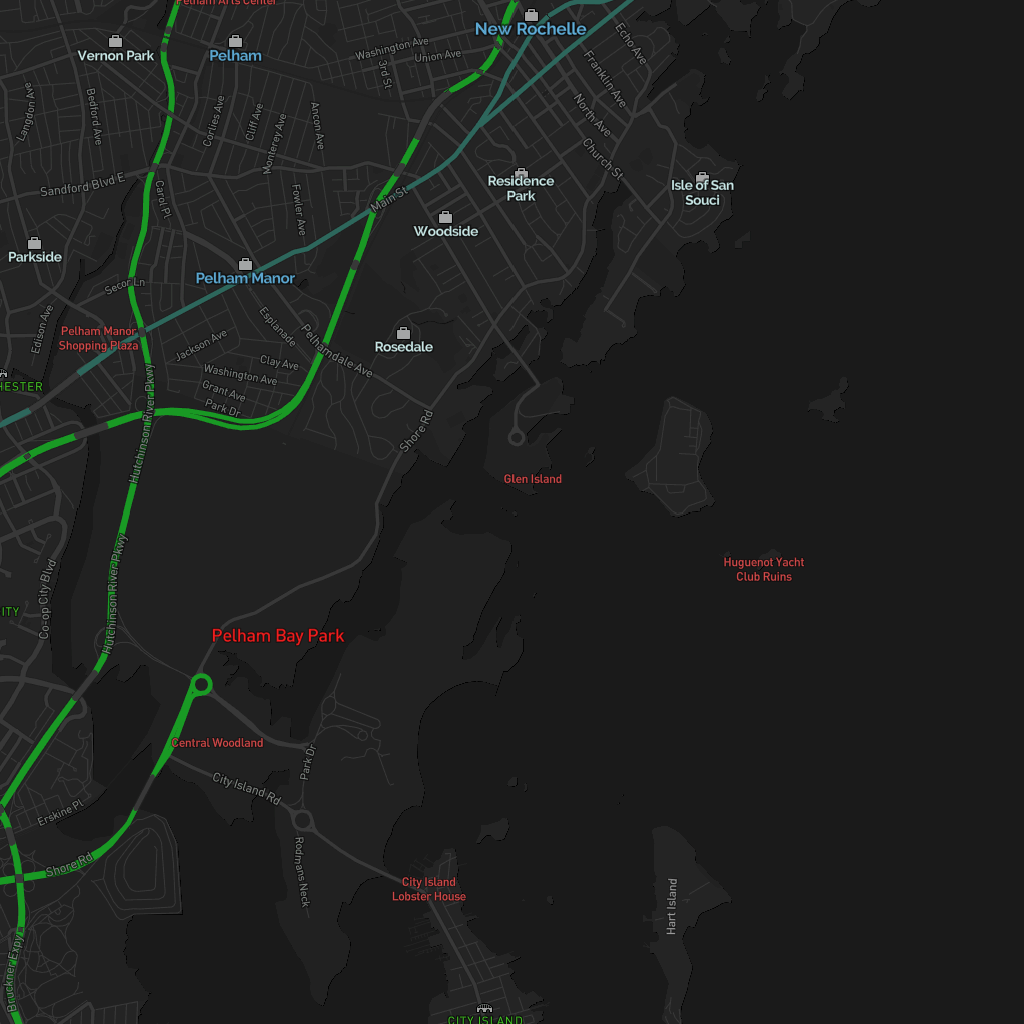 Pelham Arts Center
New Rochelle
Vernon Park
Pelham
Washington Ave
Union Ave
3rd St
Echo Ave
Franklin Ave
North Ave
Church St
Langdon Ave
Bedford Ave
Corlies Ave
Cliff Ave
Monterey Ave
Ancon Ave
Sandford Blvd E
Carol Pl
Fowler Ave
Main St
Residence
Park
Isle of San
Souci
Woodside
Parkside
Pelham Manor
Secor Ln
Edison Ave
Esplanade
Pelhamdale Ave
Pelham Manor
Shopping Plaza
Jackson Ave
Rosedale
Clay Ave
Washington Ave
Grant Ave
Park Dr
HESTER
Hutchinson River Pkwy
Shore Rd
Hutchinson River Pkwy
Glen Island
Huguenot Yacht
Club Ruins
Hutchinson River Pkwy
Co-op City Blvd
ITY
Pelham Bay Park
Central Woodland
Park Dr
City Island Rd
Erskine Pl
Shore Rd
Rodmans Neck
City Island
Lobster House
Hart Island
Bruckner Expy
CITY ISLAND